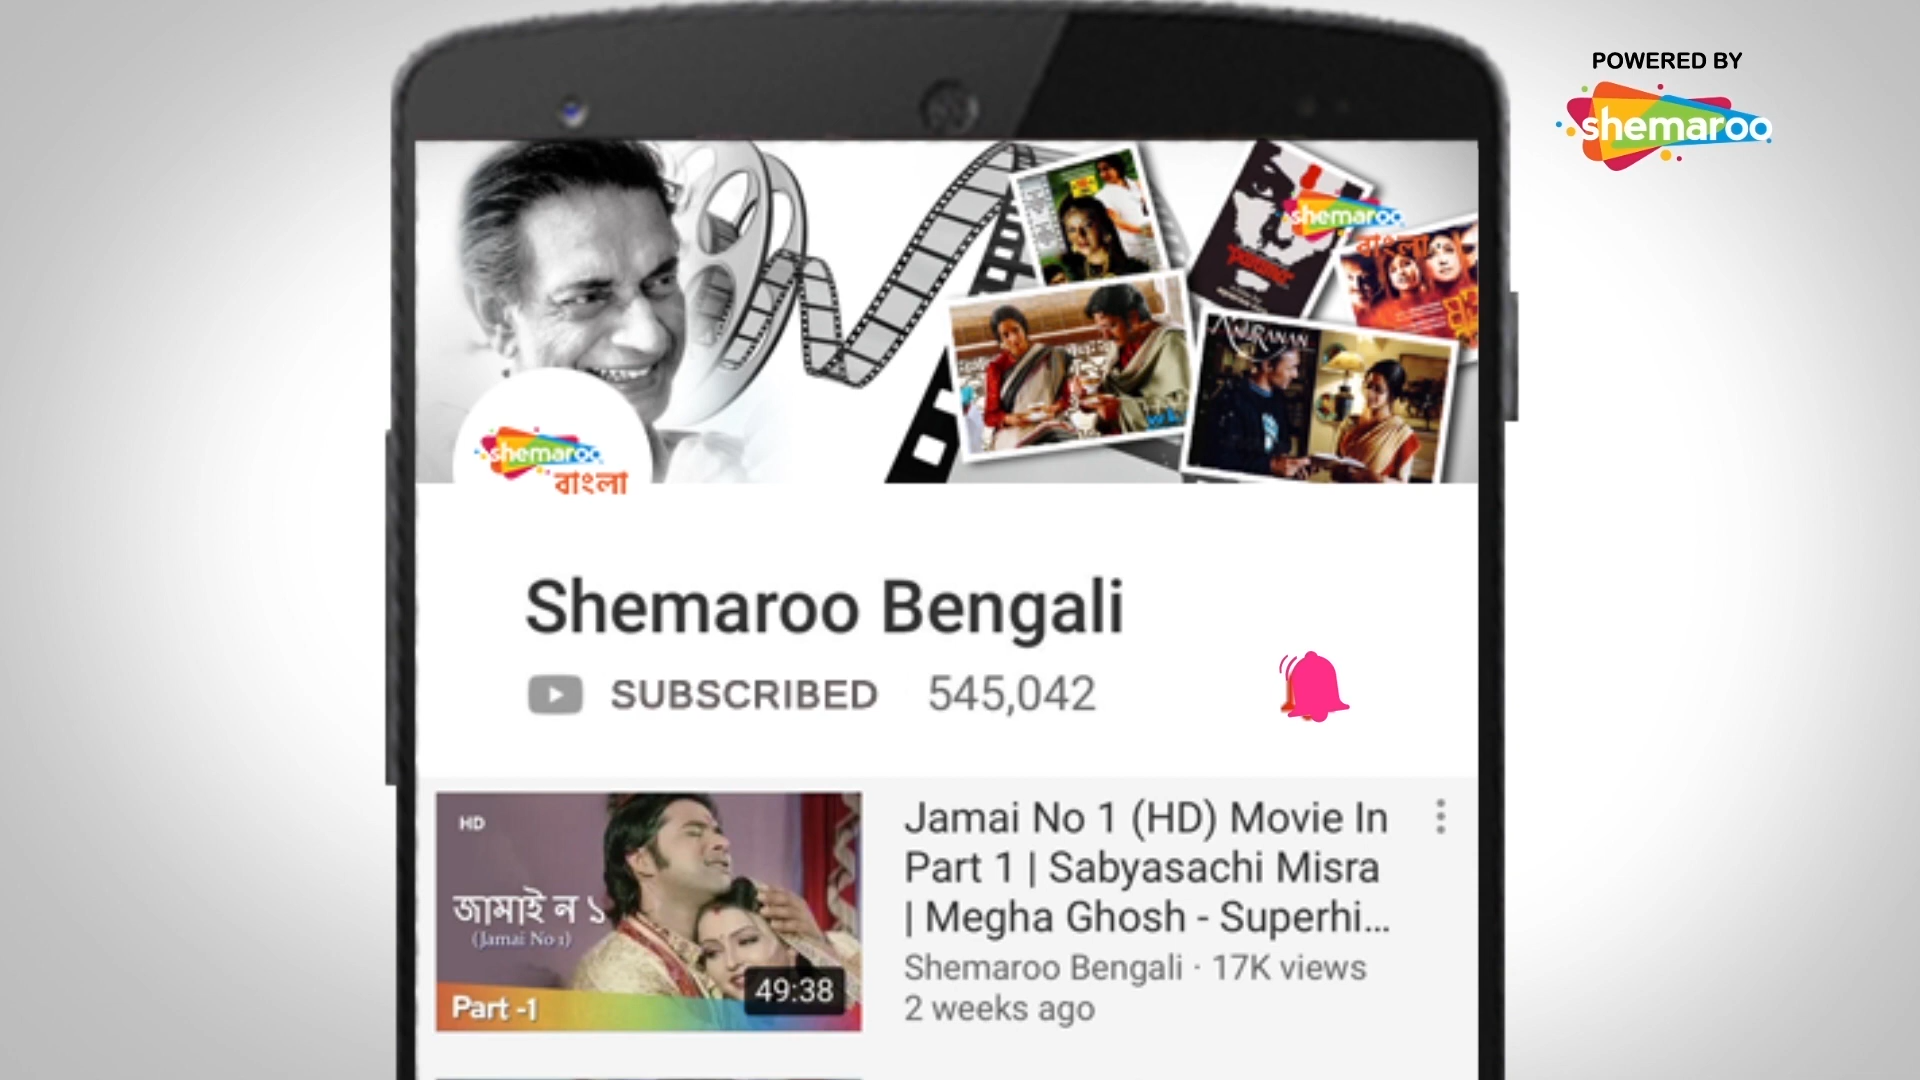 POWERED BY
shemaroo
shemaroo
বাংলা
ANURANAN
shemaroo
বাংলা
Shemaroo Bengali
SUBSCRIBED 545,042
HD
জামাই ন ১
(Jamai No 1)
Part -1
49:38
Jamai No 1 (HD) Movie In
Part 1 | Sabyasachi Misra
| Megha Ghosh - Superhi...
Shemaroo Bengali · 17K views
2 weeks ago